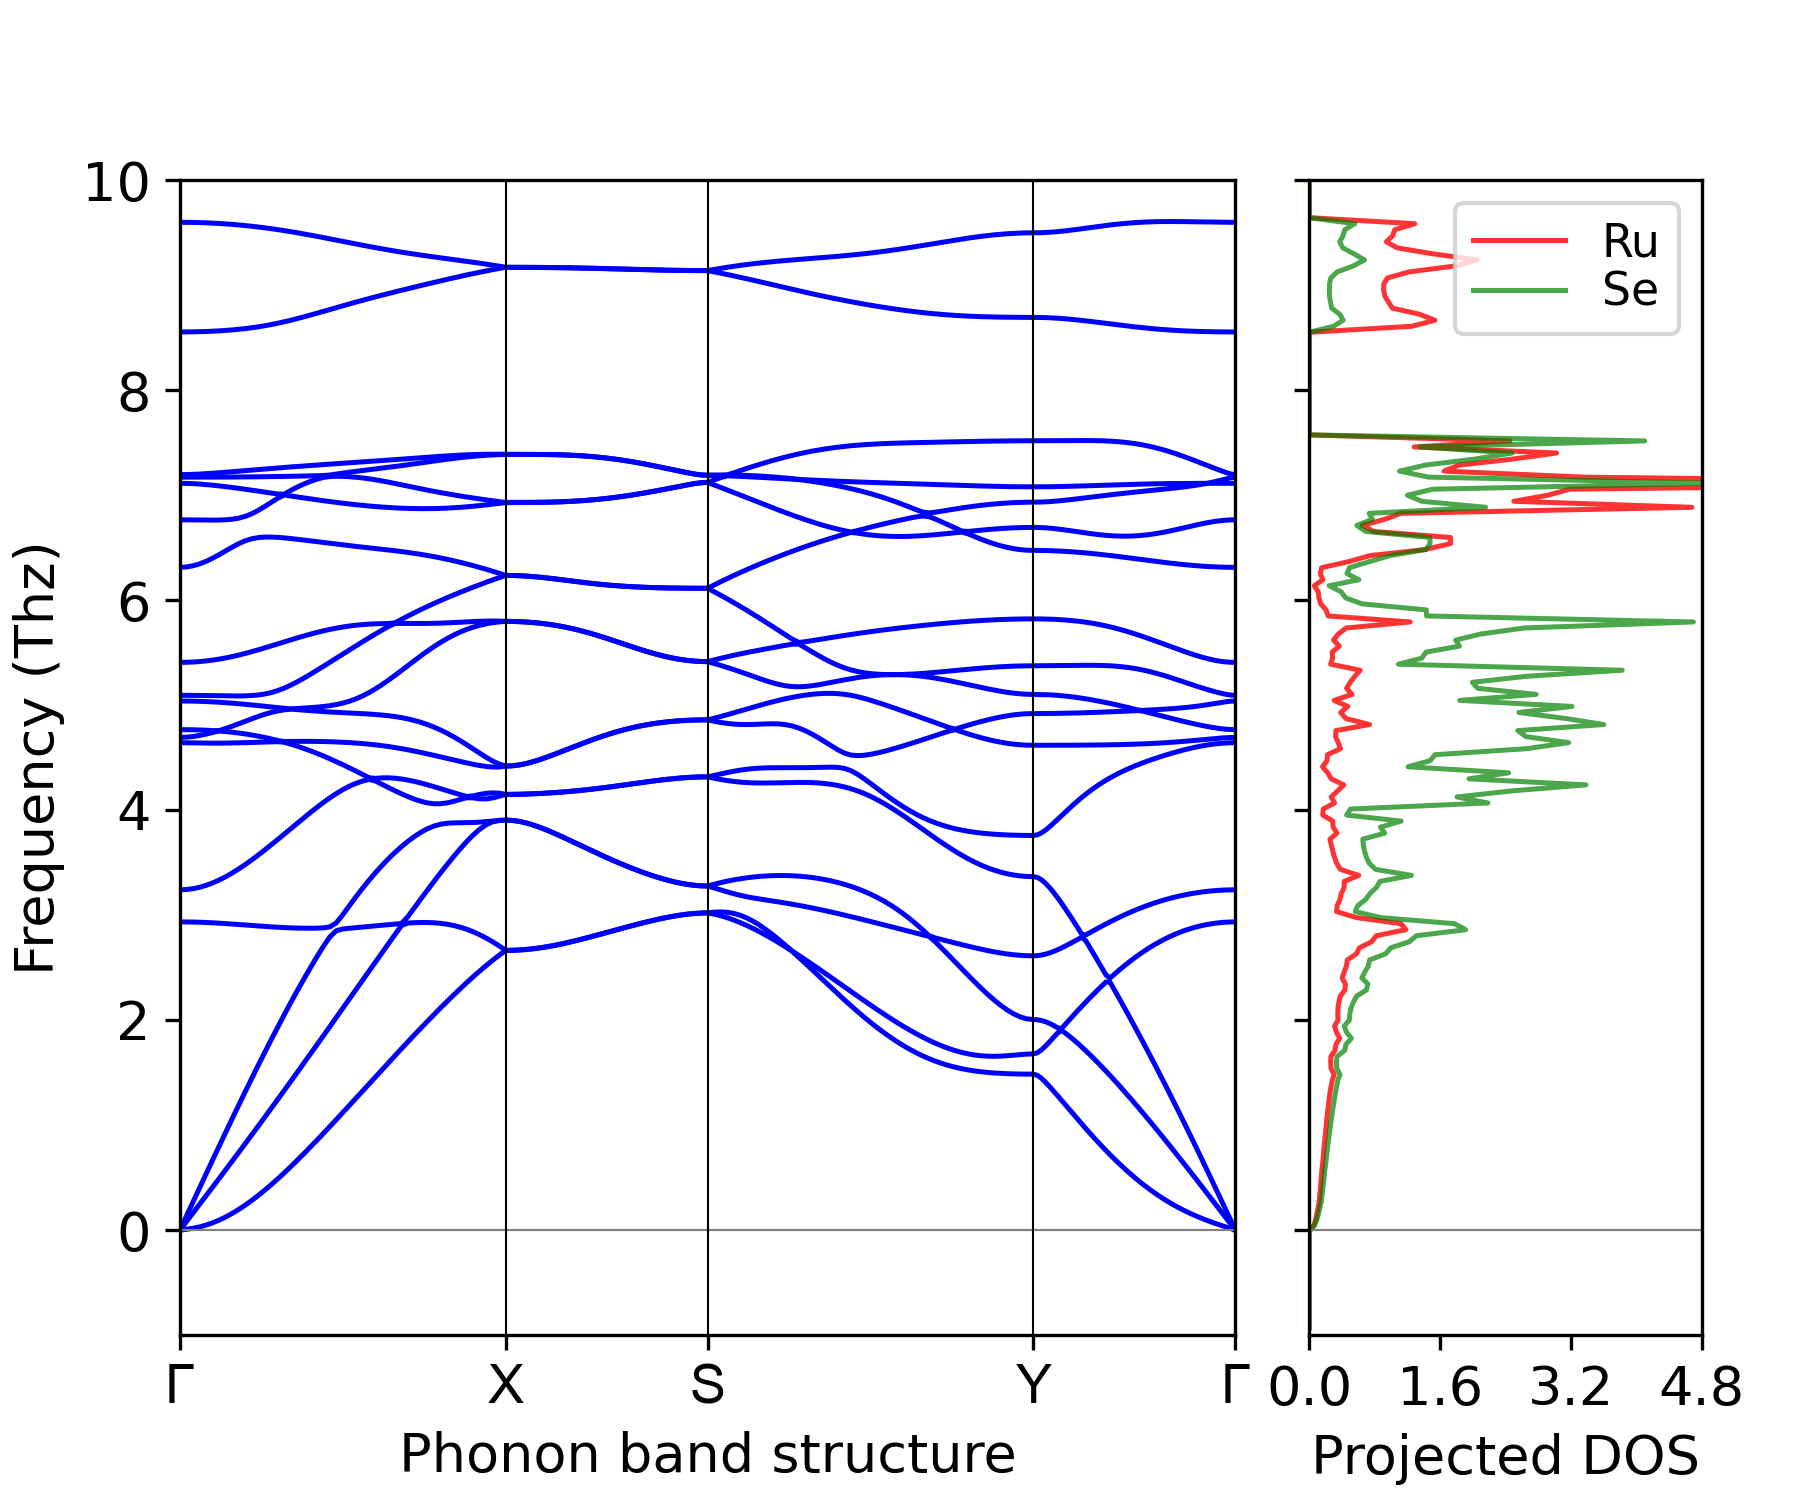 10
8
6
4
2
0
Frequency (Thz)
Γ X S Y Γ
Phonon band structure
Ru
Se
0.0 1.6 3.2 4.8
Projected DOS